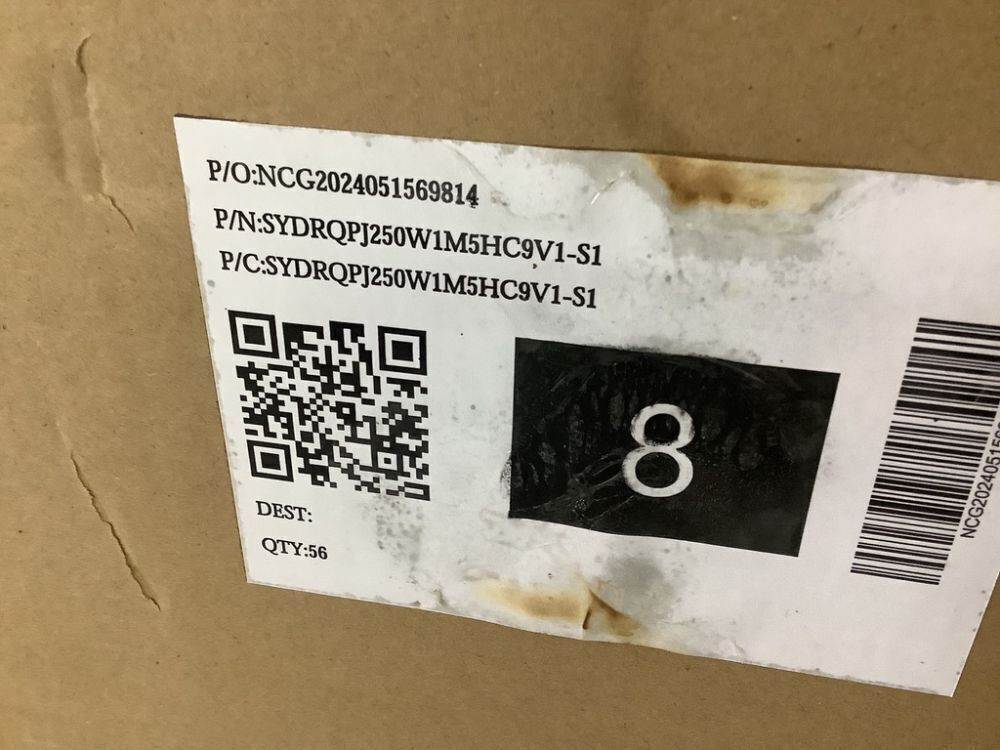 P/O:NCG2024051569814
P/N:SYDRQPJ250W1M5HC9V1-S1
P/C:SYDRQPJ250W1M5HC9V1-S1
8
DEST:
QTY:56